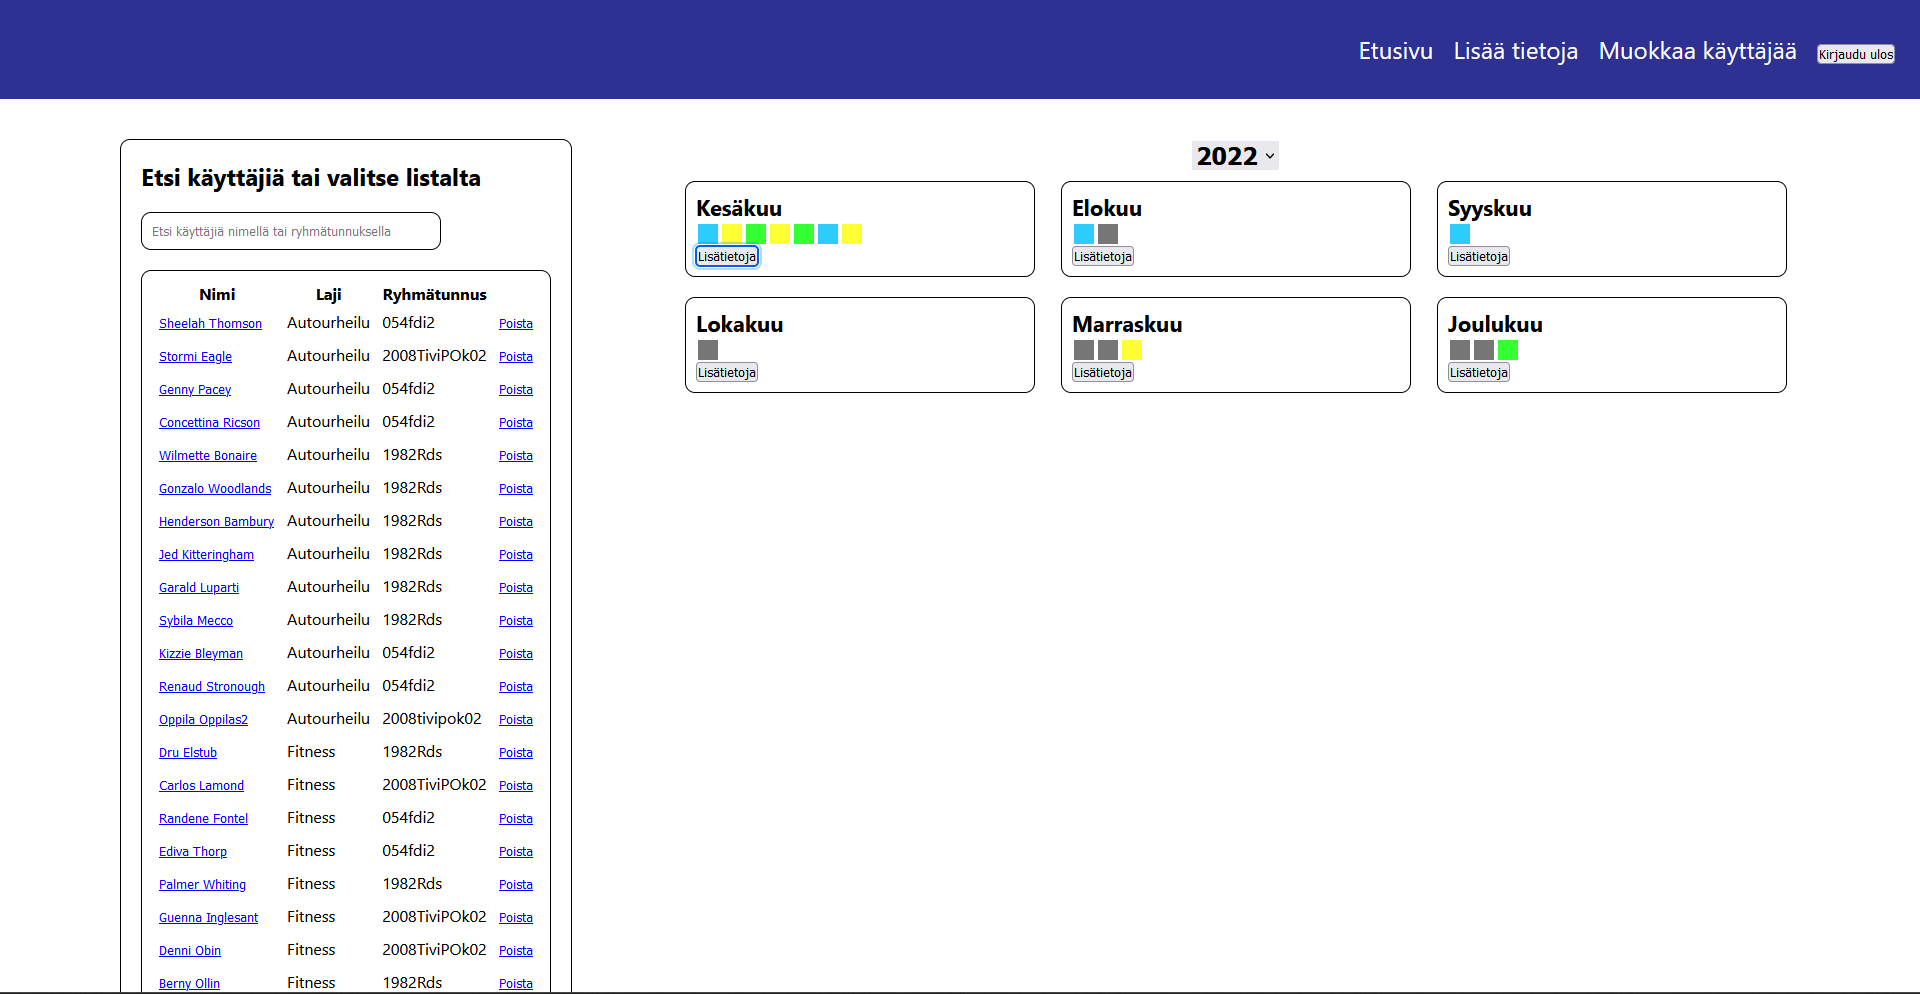 Etusivu Lisää tietoja Muokkaa käyttäjää Kirjaudu ulos
Etsi käyttäjiä tai valitse listalta
Etsi käyttäjiä nimellä tai ryhmätunnuksella
Nimi Laji Ryhmätunnus
Sheelah Thomson Autourheilu 054fdi2 Poista
Stormi Eagle Autourheilu 2008TiviPOk02 Poista
Genny Pacey Autourheilu 054fdi2 Poista
Concettina Ricson Autourheilu 054fdi2 Poista
Wilmette Bonaire Autourheilu 1982Rds Poista
Gonzalo Woodlands Autourheilu 1982Rds Poista
Henderson Bambury Autourheilu 1982Rds Poista
Jed Kitteringham Autourheilu 1982Rds Poista
Garald Luparti Autourheilu 1982Rds Poista
Sybila Mecco Autourheilu 1982Rds Poista
Kizzie Bleyman Autourheilu 054fdi2 Poista
Renaud Stronough Autourheilu 054fdi2 Poista
Oppila Oppilas2 Autourheilu 2008tivipok02 Poista
Dru Elstub Fitness 1982Rds Poista
Carlos Lamond Fitness 2008TiviPOk02 Poista
Randene Fontel Fitness 054fdi2 Poista
Ediva Thorp Fitness 054fdi2 Poista
Palmer Whiting Fitness 1982Rds Poista
Guenna Inglesant Fitness 2008TiviPOk02 Poista
Denni Obin Fitness 2008TiviPOk02 Poista
Berny Ollin Fitness 1982Rds Poista
2022
Kesäkuu
Lisätietoja
Elokuu
Lisätietoja
Syyskuu
Lisätietoja
Lokakuu
Lisätietoja
Marraskuu
Lisätietoja
Joulukuu
Lisätietoja